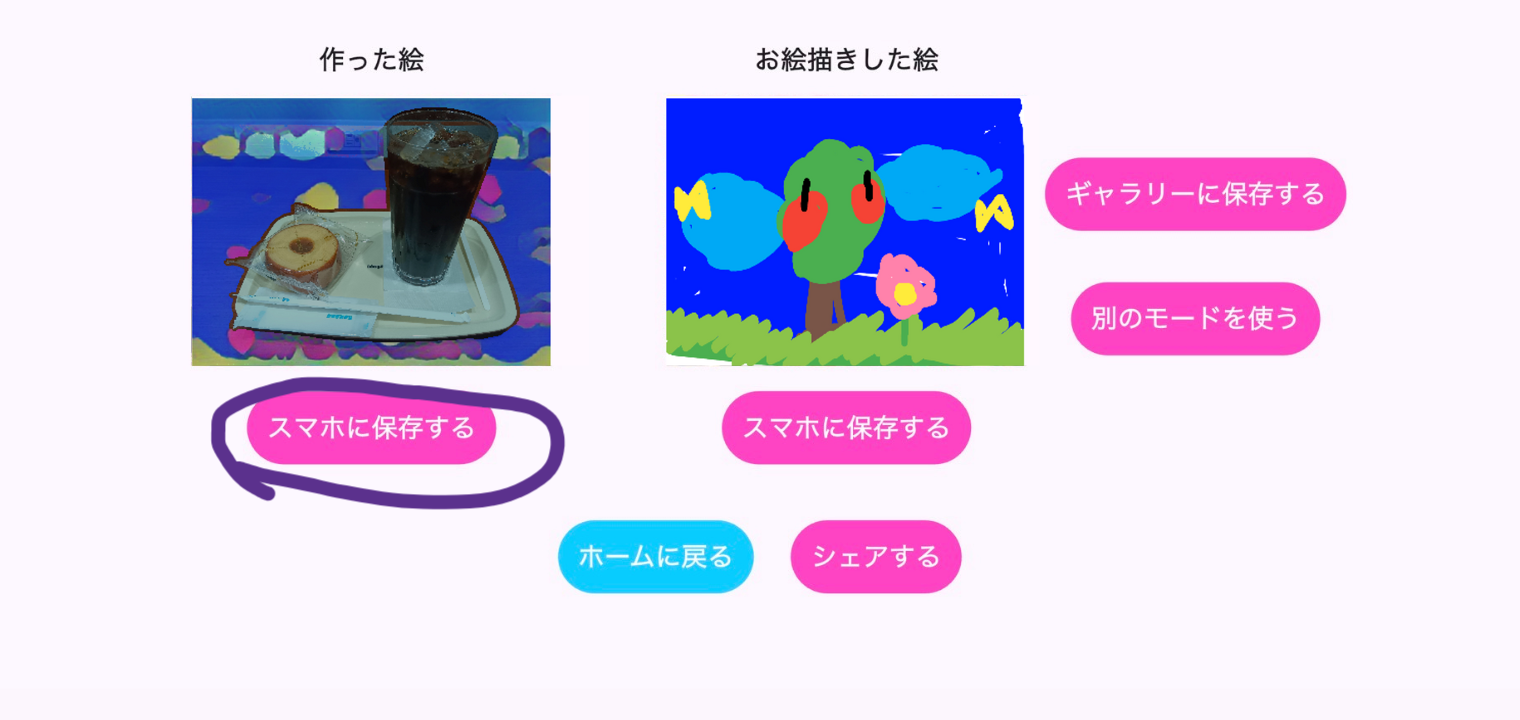 作った絵
お絵描きした絵
ギャラリーに保存する
別のモードを使う
スマホに保存する
スマホに保存する
ホームに戻る
シェアする